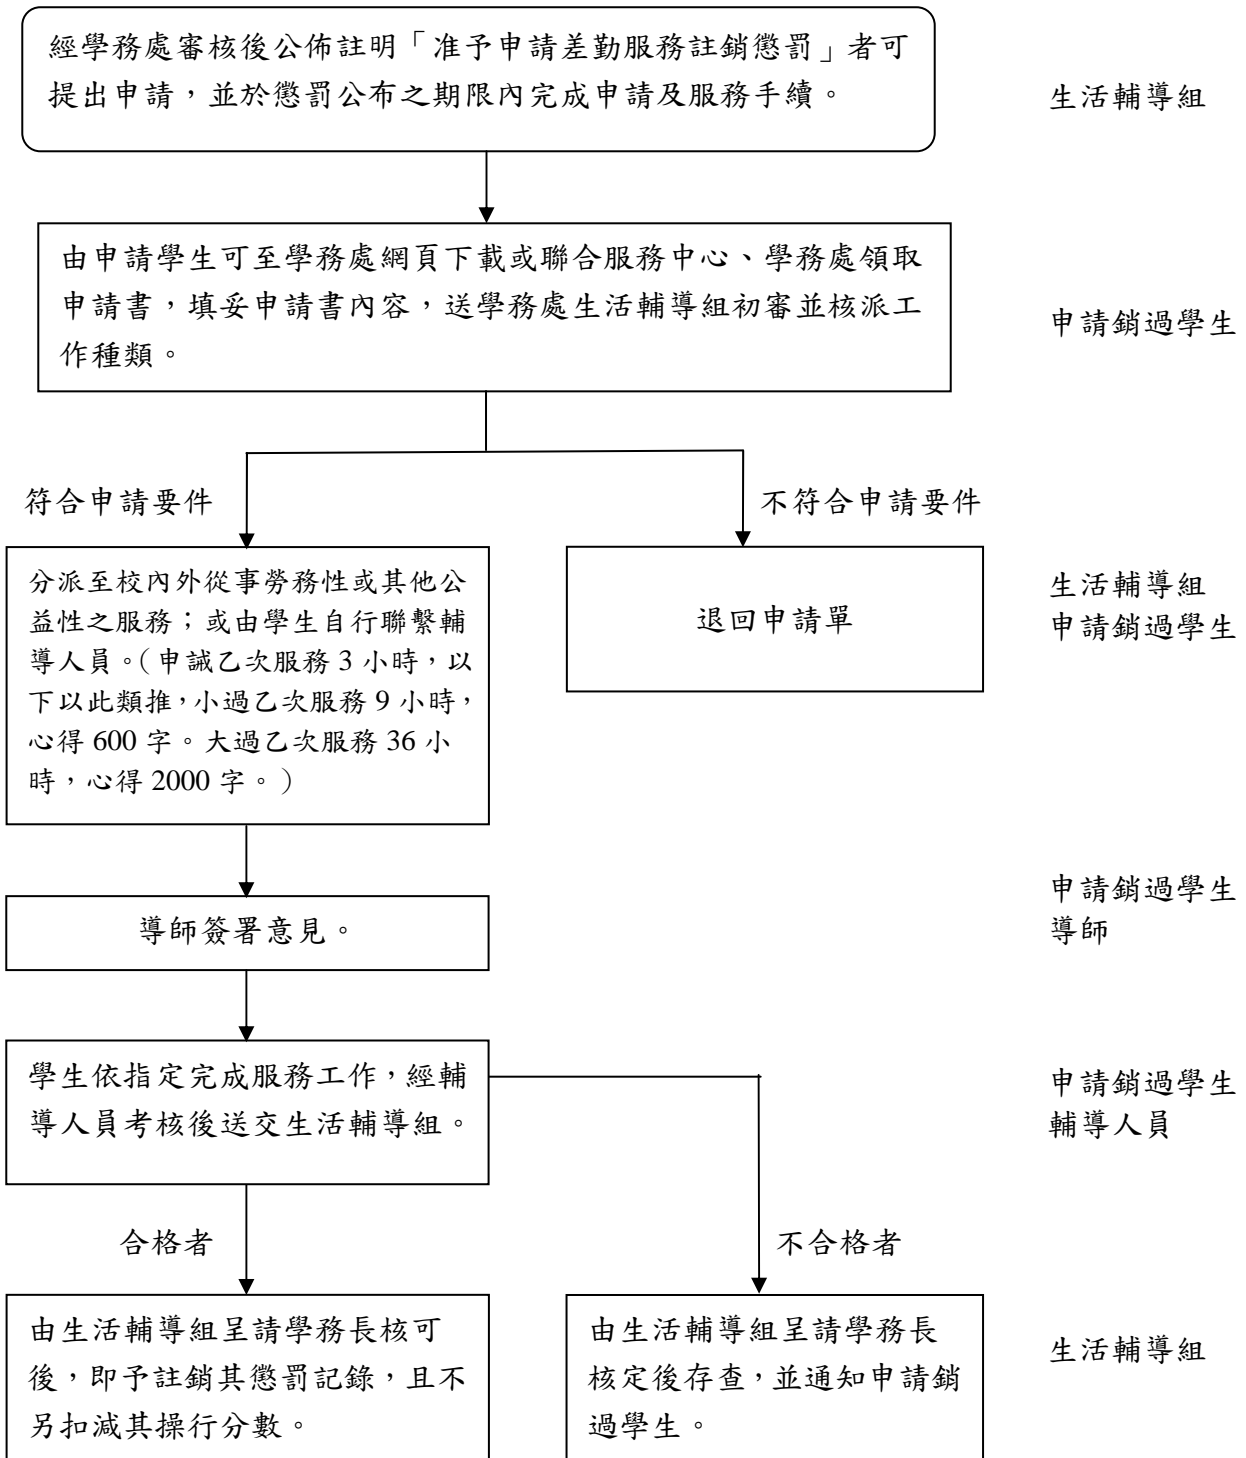 經學務處審核後公佈註明「准予申請差勤服務註銷懲罰」者可
提出申請，並於懲罰公布之期限內完成申請及服務手續。
生活輔導組
由申請學生可至學務處網頁下載或聯合服務中心、學務處領取
申請書，填妥申請書內容，送學務處生活輔導組初審並核派工
作種類。
申請銷過學生
符合申請要件
不符合申請要件
分派至校內外從事勞務性或其他公
益性之服務；或由學生自行聯繫輔
導人員。（申誡乙次服務 3 小時，以
下以此類推，小過乙次服務 9 小時，
心得 600 字。大過乙次服務 36 小
時，心得 2000 字。）
退回申請單
生活輔導組
申請銷過學生
導師簽署意見。
申請銷過學生
導師
學生依指定完成服務工作，經輔
導人員考核後送交生活輔導組。
申請銷過學生
輔導人員
合格者
不合格者
由生活輔導組呈請學務長核可
後，即予註銷其懲罰記錄，且不
另扣減其操行分數。
由生活輔導組呈請學務長
核定後存查，並通知申請銷
過學生。
生活輔導組